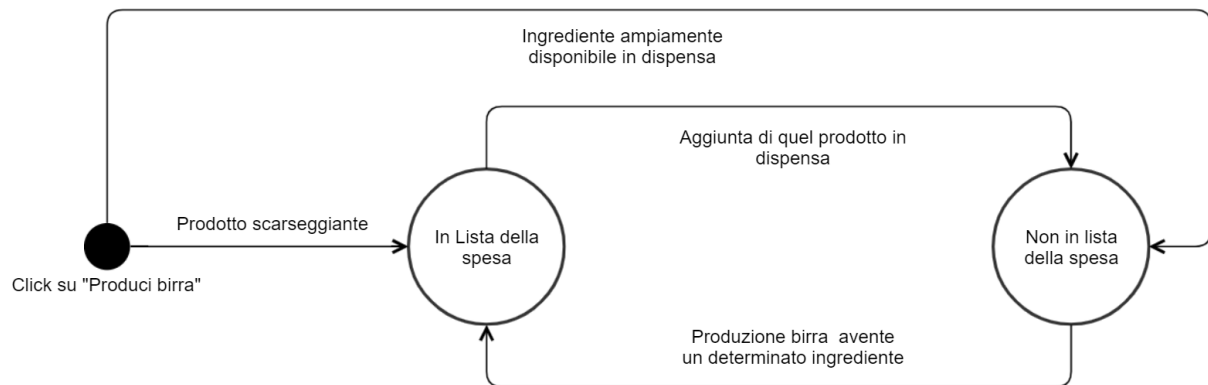 Ingrediente ampiamente
disponibile in dispensa
Aggiunta di quel prodotto in
dispensa
Prodotto scarseggiante
In Lista della
spesa
Non in lista
della spesa
Click su "Produci birra"
Produzione birra avente
un determinato ingrediente